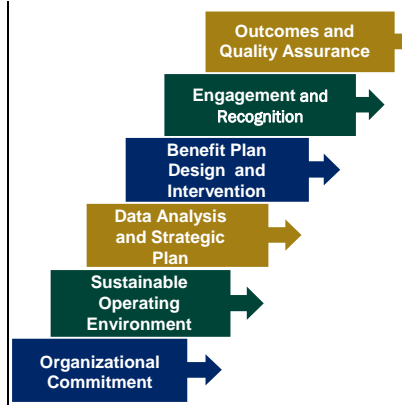 Outcomes and
Quality Assurance
Engagement and
Recognition
Benefit Plan
Design and
Intervention
Data Analysis
and Strategic
Plan
Sustainable
Operating
Environment
Organizational
Commitment